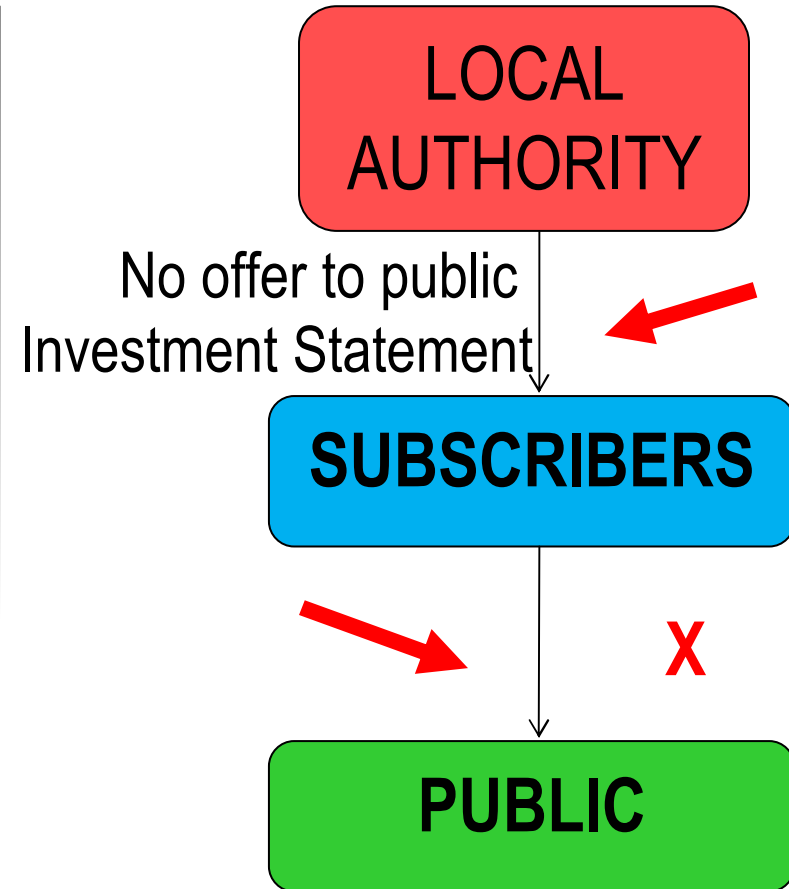 LOCAL
AUTHORITY
No offer to public
Investment Statement
SUBSCRIBERS
X
PUBLIC